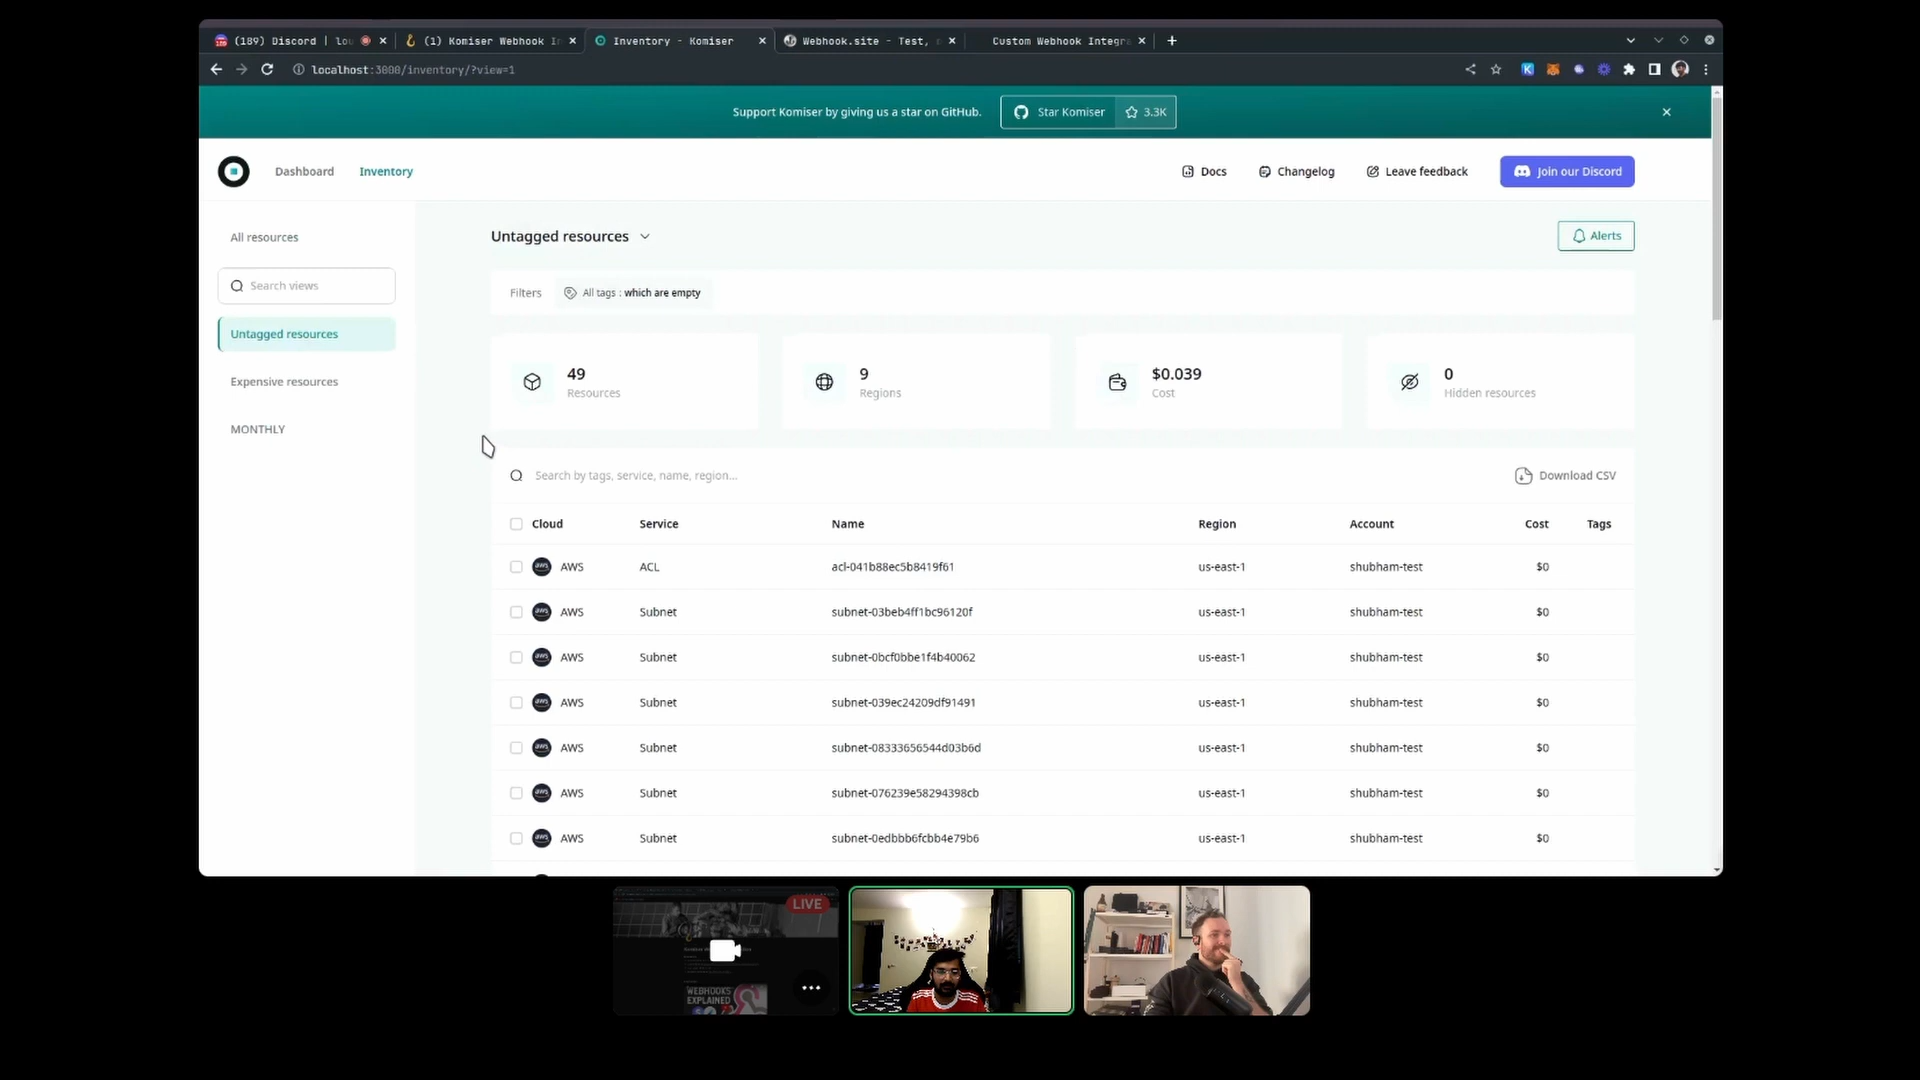 (189) Discord | lou
(1) Komiser Webhook I
Inventory - Komiser
Webhook.site - Test,
Custom Webhook Integra
localhost:3000/inventory/?view=1
Support Komiser by giving us a star on GitHub.
Star Komiser
3.3K
Dashboard
Inventory
Docs
Changelog
Leave feedback
Join our Discord
All resources
Search views
Untagged resources
Expensive resources
MONTHLY
Untagged resources
Alerts
Filters
All tags : which are empty
49
Resources
9
Regions
$0.039
Cost
0
Hidden resources
Search by tags, service, name, region...
Download CSV
Cloud Service Name Region Account Cost Tags
AWS ACL acl-041b88ec5b8419f61 us-east-1 shubham-test $0
AWS Subnet subnet-03beb4ff1bc96120f us-east-1 shubham-test $0
AWS Subnet subnet-0bcf0bbe1f4b40062 us-east-1 shubham-test $0
AWS Subnet subnet-039ec24209df91491 us-east-1 shubham-test $0
AWS Subnet subnet-08333656544d03b6d us-east-1 shubham-test $0
AWS Subnet subnet-076239e58294398cb us-east-1 shubham-test $0
AWS Subnet subnet-0edbbb6fcbb4e79b6 us-east-1 shubham-test $0
LIVE
WEBHOOKS
EXPLAINED